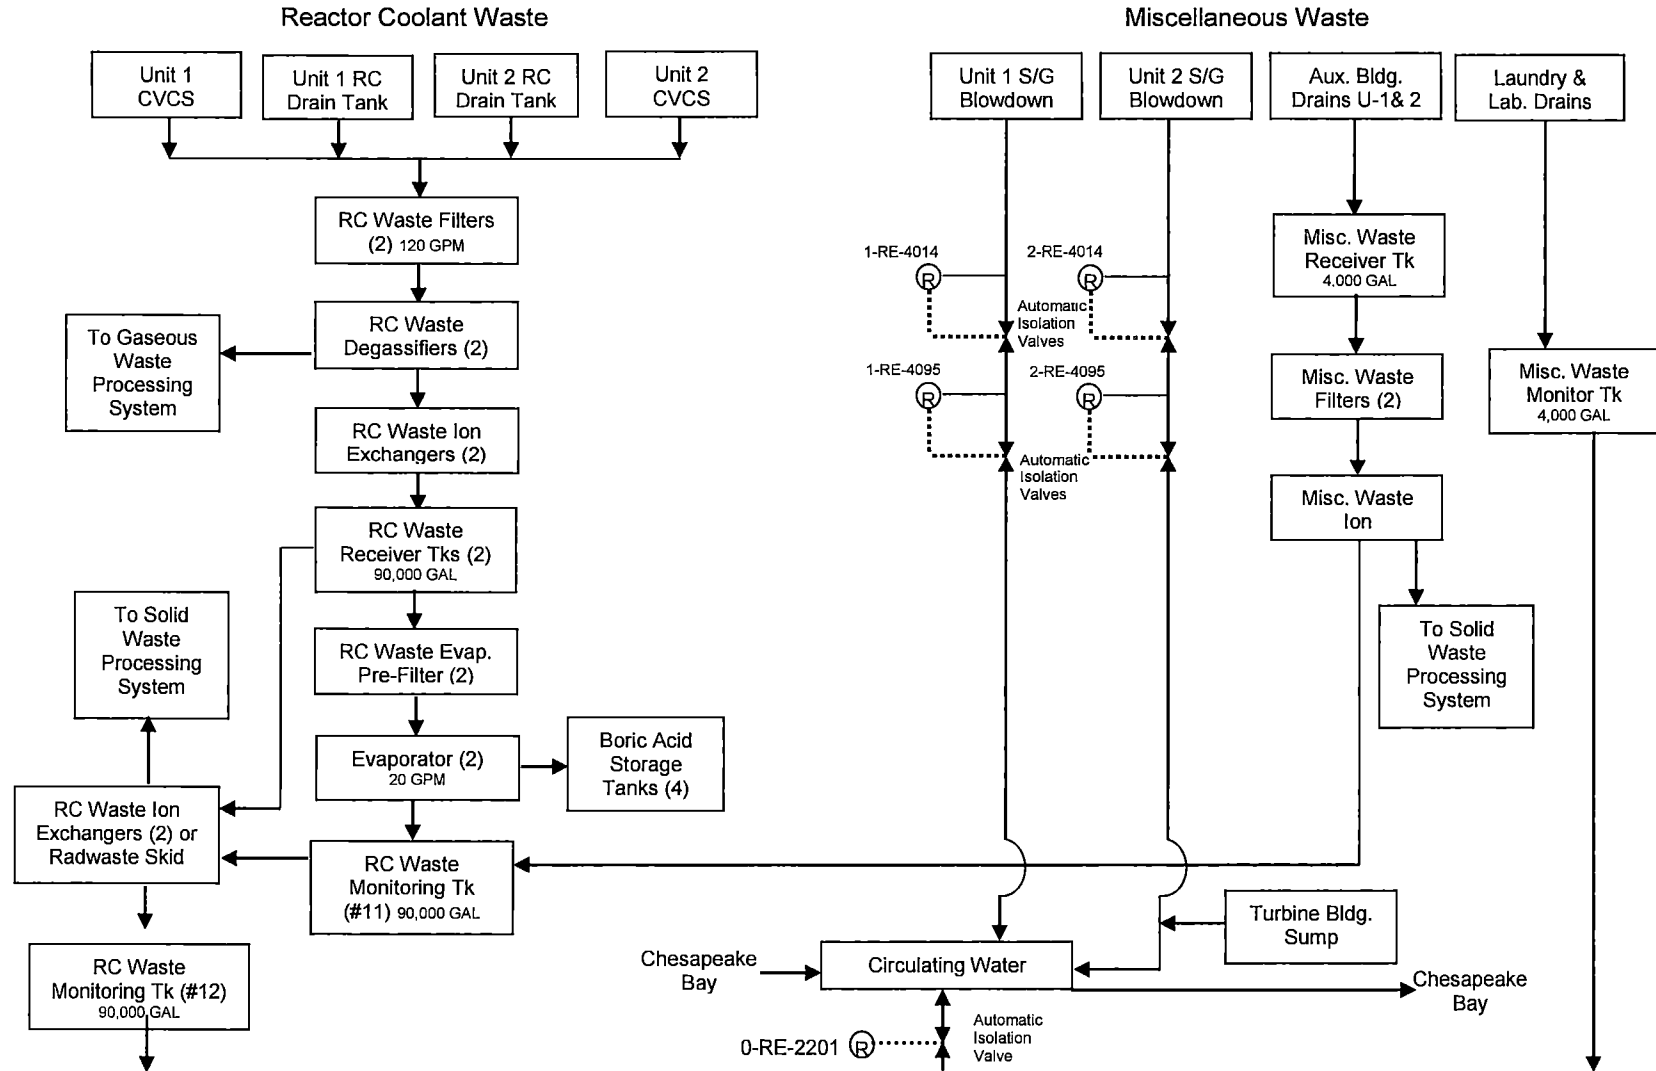 Reactor Coolant Waste
Miscellaneous Waste
Unit 1
CVCS
Unit 1 RC
Drain Tank
Unit 2 RC
Drain Tank
Unit 2
CVCS
Unit 1 S/G
Blowdown
Unit 2 S/G
Blowdown
Aux. Bldg.
Drains U-1& 2
Laundry &
Lab. Drains
RC Waste Filters
(2) 120 GPM
RC Waste
Degassifiers (2)
To Gaseous
Waste
Processing
System
RC Waste Ion
Exchangers (2)
RC Waste
Receiver Tks (2)
90,000 GAL
To Solid
Waste
Processing
System
RC Waste Evap.
Pre-Filter (2)
Evaporator (2)
20 GPM
Boric Acid
Storage
Tanks (4)
RC Waste Ion
Exchangers (2) or
Radwaste Skid
RC Waste
Monitoring Tk
(#11) 90,000 GAL
RC Waste
Monitoring Tk (#12)
90,000 GAL
1-RE-4014
R
2-RE-4014
R
Automatic
Isolation
Valves
1-RE-4095
R
2-RE-4095
R
Automatic
Isolation
Valves
Misc. Waste
Receiver Tk
4,000 GAL
Misc. Waste
Filters (2)
Misc. Waste
Monitor Tk
4,000 GAL
Misc. Waste
Ion
To Solid
Waste
Processing
System
Turbine Bldg.
Sump
Chesapeake
Bay
Circulating Water
Chesapeake
Bay
0-RE-2201 R
Automatic
Isolation
Valve